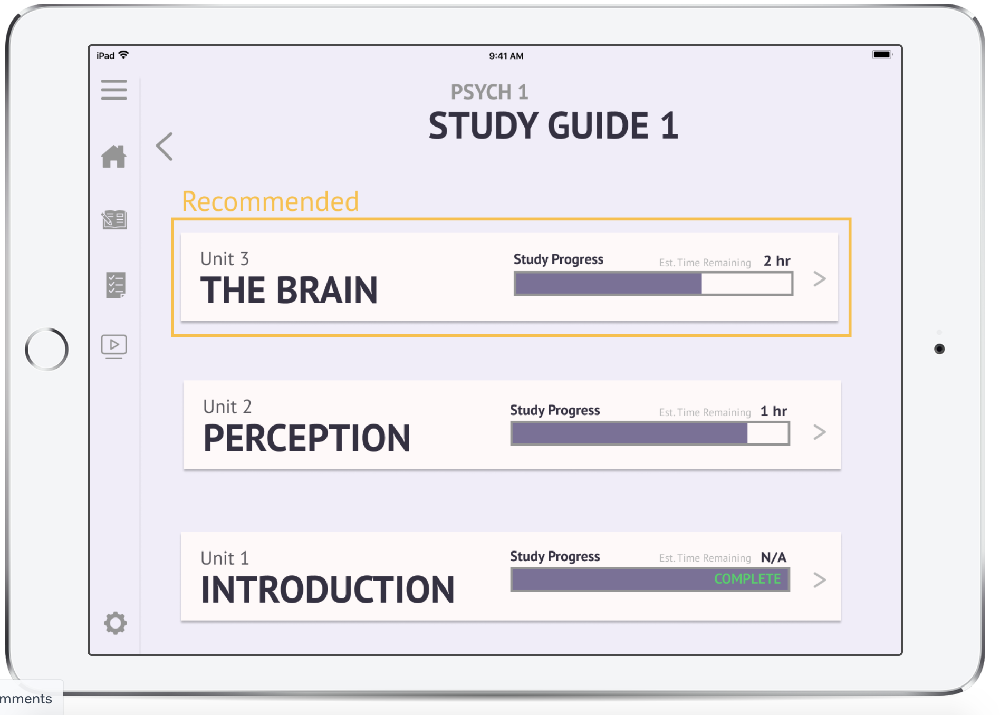 iPad
9:41 AM
PSYCH 1
STUDY GUIDE 1
Recommended
Unit 3
THE BRAIN
Study Progress
Est. Time Remaining 2 hr
Unit 2
PERCEPTION
Study Progress
Est. Time Remaining 1 hr
Unit 1
INTRODUCTION
Study Progress
Est. Time Remaining N/A
COMPLETE
mments